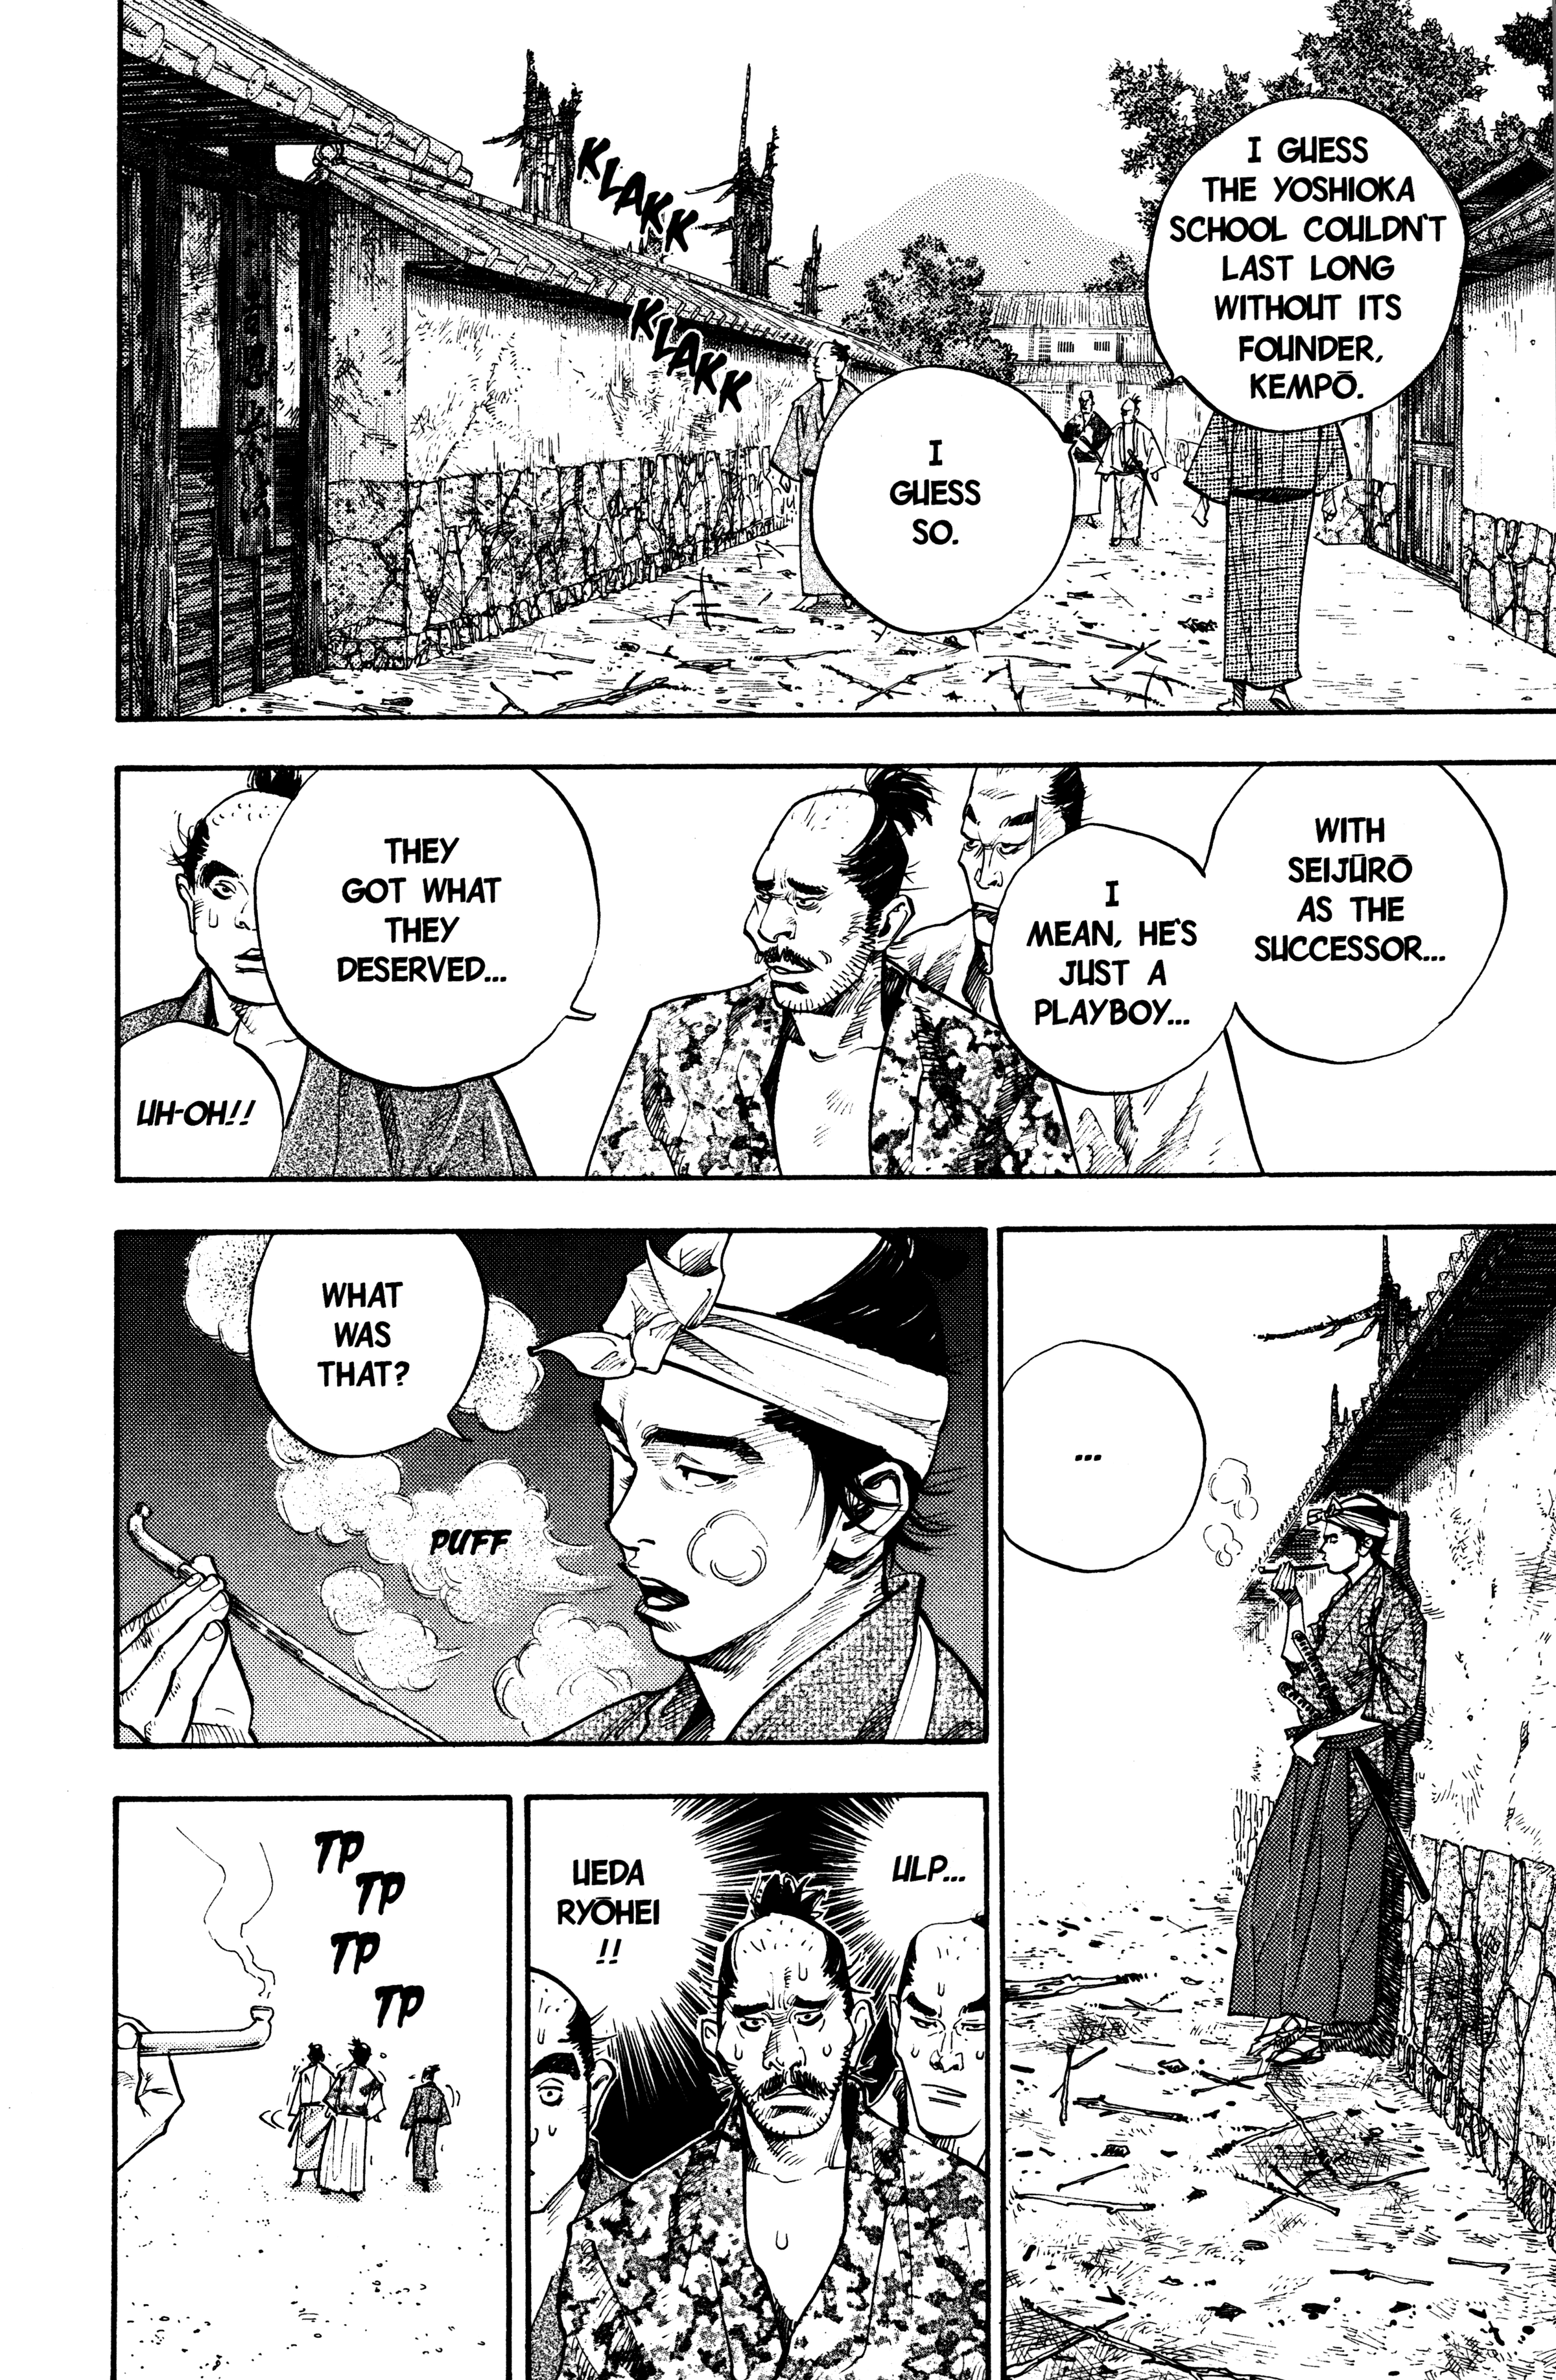 I GUESS
THE YOSHIOKA
SCHOOL COULDN'T
LAST LONG
WITHOUT ITS
FOUNDER,
KEMPŌ.
I
GUESS
SO.
KLAKK
KLAKK
WITH
SEIJŪRŌ
AS THE
SUCCESSOR...
I
MEAN, HE'S
JUST A
PLAYBOY...
THEY
GOT WHAT
THEY
DESERVED...
UH-OH!!
...
WHAT
WAS
THAT?
PUFF
ULP...
UEDA
RYŌHEI
!!
TP
TP
TP
TP